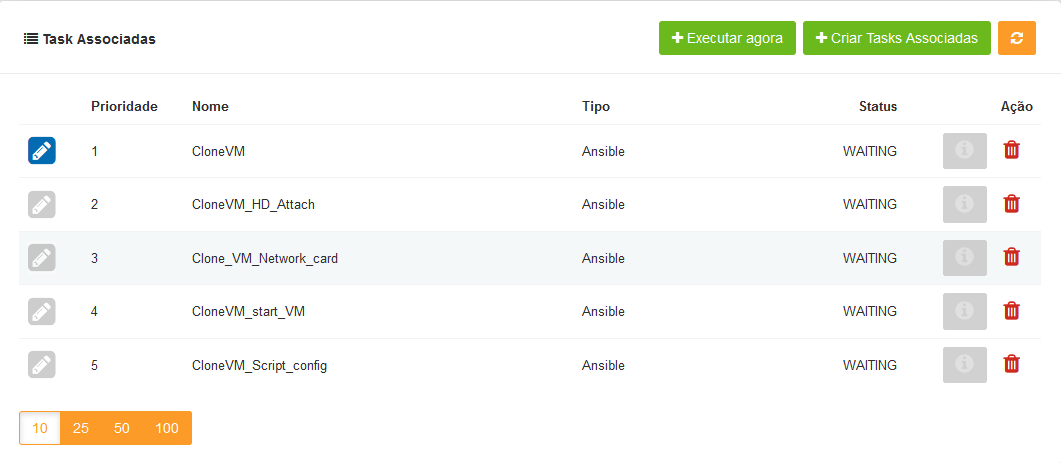 Task Associadas
Executar agora
Criar Tasks Associadas
Prioridade Nome Tipo Status Ação
1 CloneVM Ansible WAITING
2 CloneVM_HD_Attach Ansible WAITING
3 Clone_VM_Network_card Ansible WAITING
4 CloneVM_start_VM Ansible WAITING
5 CloneVM_Script_config Ansible WAITING
10 25 50 100